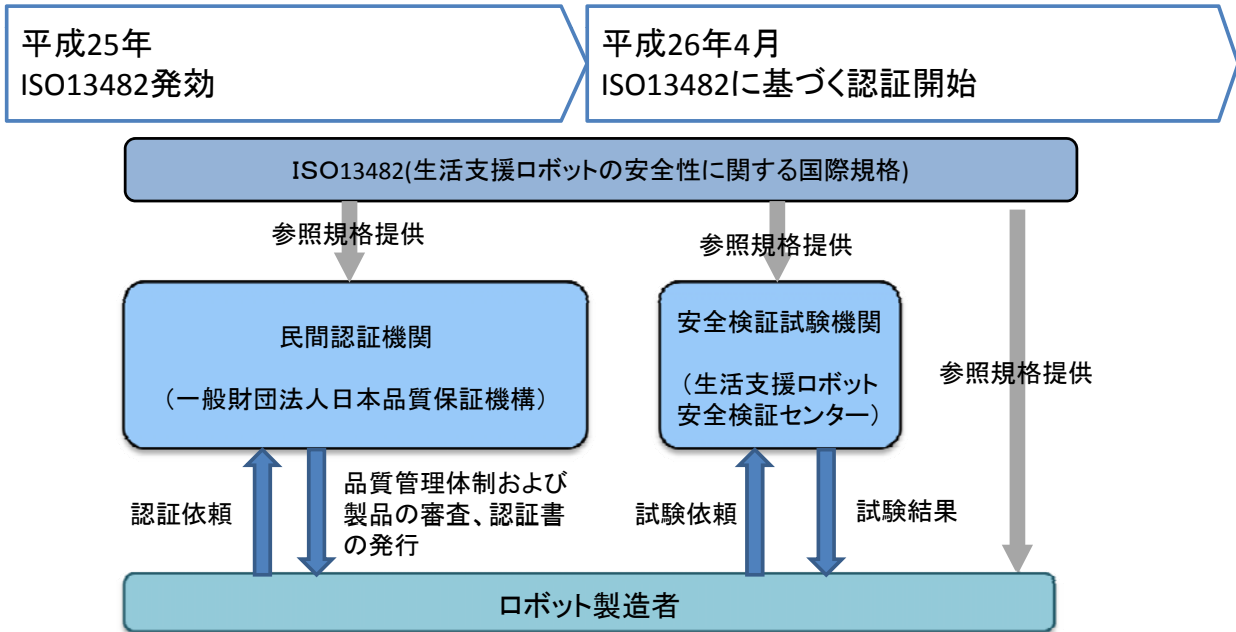 平成25年
ISO13482発効
平成26年4月
ISO13482に基づく認証開始
ISO13482(生活支援ロボットの安全性に関する国際規格)
参照規格提供
参照規格提供
民間認証機関
（一般財団法人日本品質保証機構）
安全検証試験機関
（生活支援ロボット
安全検証センター）
参照規格提供
認証依頼
品質管理体制および
製品の審査、認証書
の発行
試験依頼
試験結果
ロボット製造者